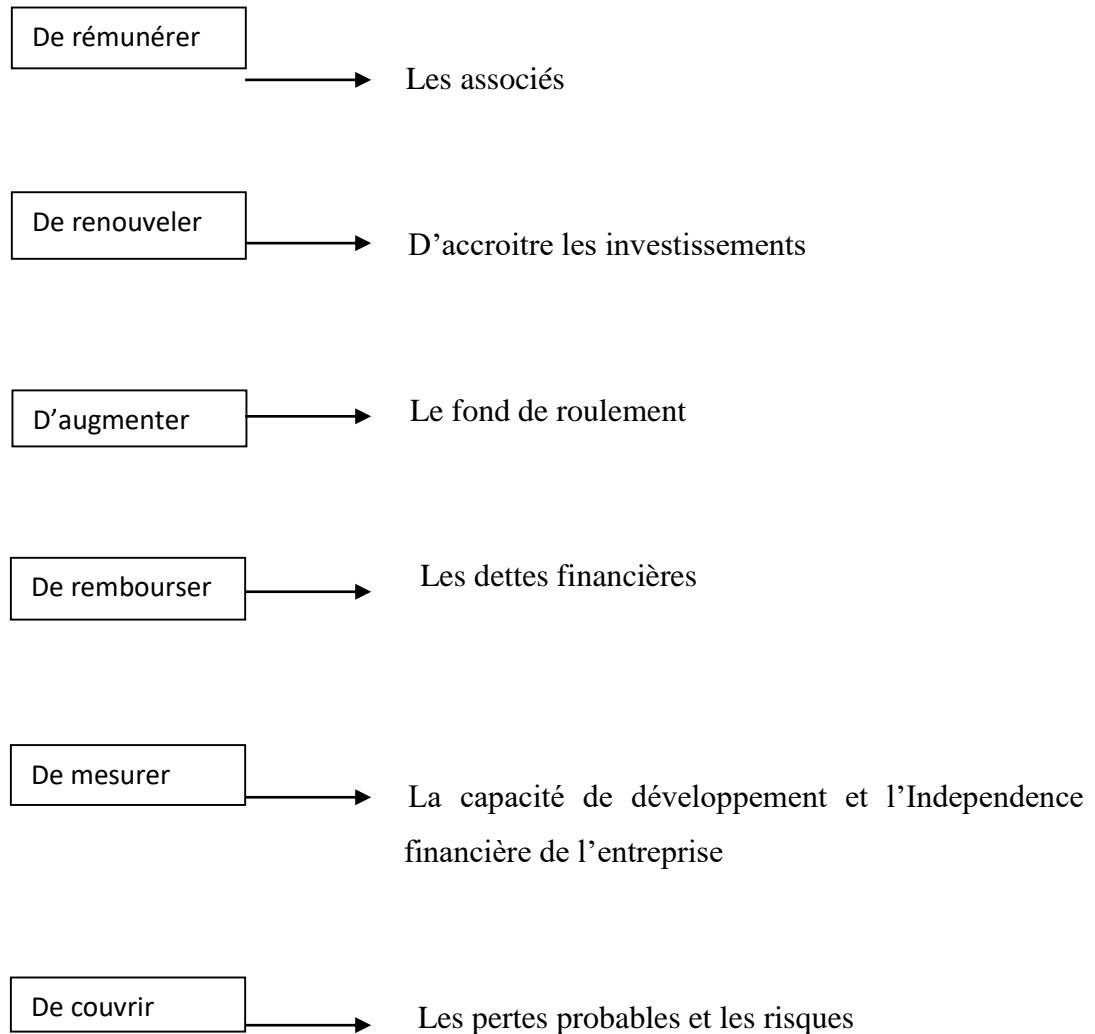 De rémunérer
Les associés
De renouveler
D’accroitre les investissements
D’augmenter
Le fond de roulement
De rembourser
Les dettes financières
De mesurer
La capacité de développement et l’Independence
financière de l’entreprise
De couvrir
Les pertes probables et les risques